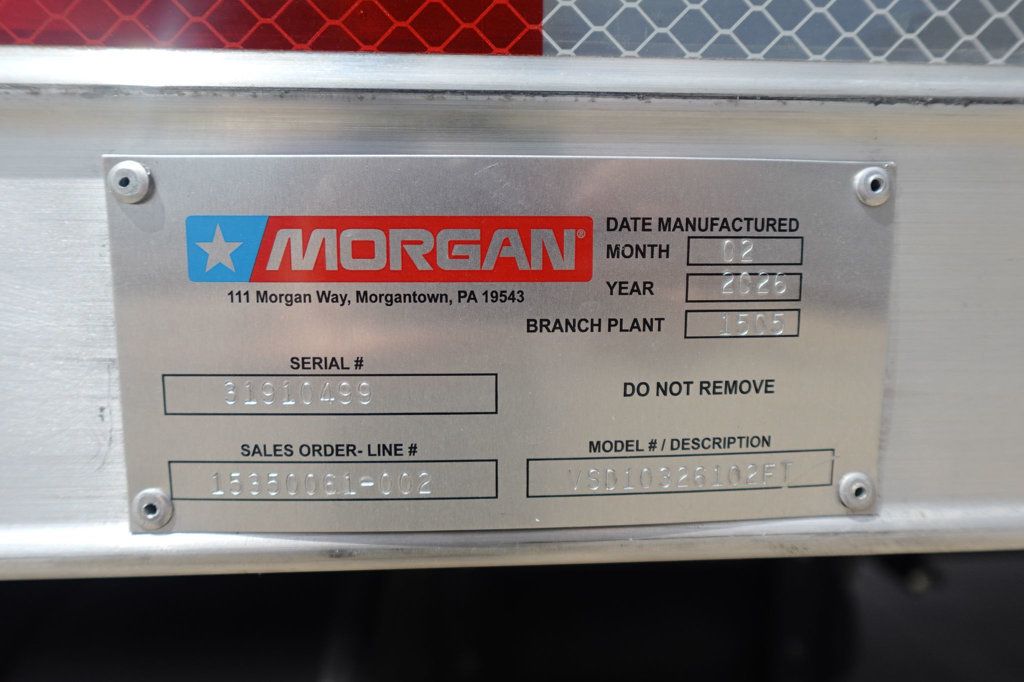 MORGAN®
111 Morgan Way, Morgantown, PA 19543
DATE MANUFACTURED
MONTH 02
YEAR 2026
BRANCH PLANT 1505
SERIAL #
31910499
DO NOT REMOVE
SALES ORDER- LINE #
15350061-002
MODEL # / DESCRIPTION
VSD10326102FT